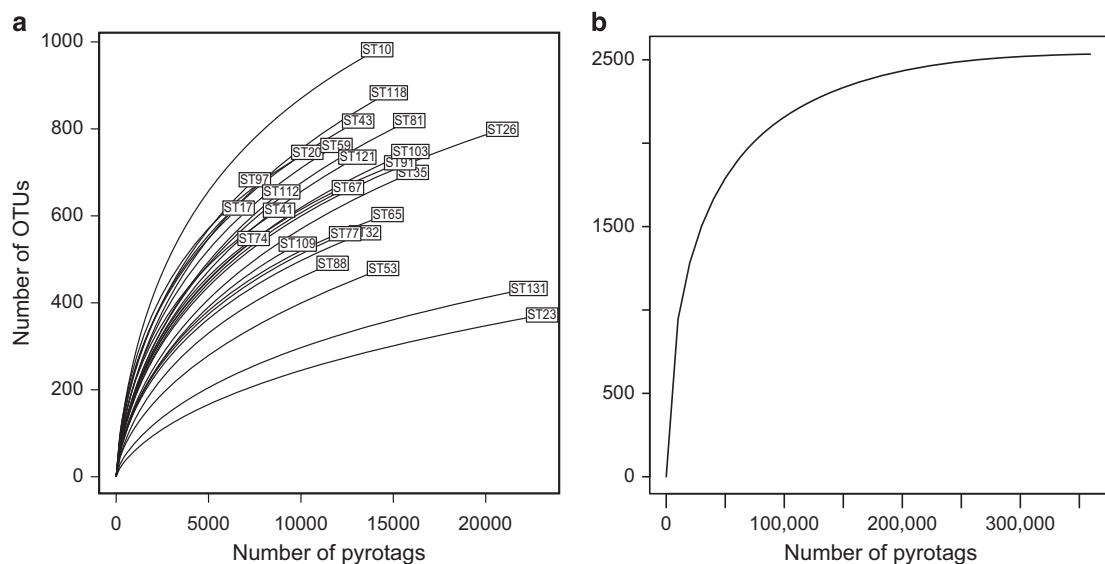 a
1000
800
600
400
200
0
Number of OTUs
ST10
ST118
ST43
ST81
ST26
ST59
ST20
ST103
ST121
ST91
ST35
ST97
ST67
ST112
ST17
ST41
ST65
ST74
ST109
ST77
ST32
ST88
ST53
ST131
ST23
0
5000
10000
15000
20000
Number of pyrotags
b
2500
1500
500
0
0
100,000
200,000
300,000
Number of pyrotags